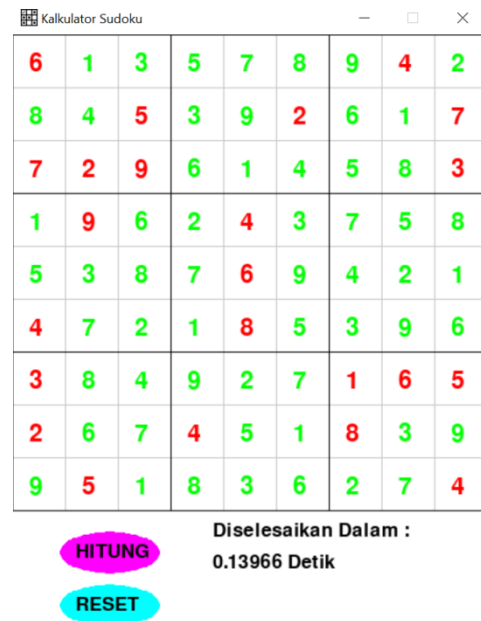 Kalkulator Sudoku
6 1 3 5 7 8 9 4 2
8 4 5 3 9 2 6 1 7
7 2 9 6 1 4 5 8 3
1 9 6 2 4 3 7 5 8
5 3 8 7 6 9 4 2 1
4 7 2 1 8 5 3 9 6
3 8 4 9 2 7 1 6 5
2 6 7 4 5 1 8 3 9
9 5 1 8 3 6 2 7 4
HITUNG
RESET
Diselesaikan Dalam :
0.13966 Detik